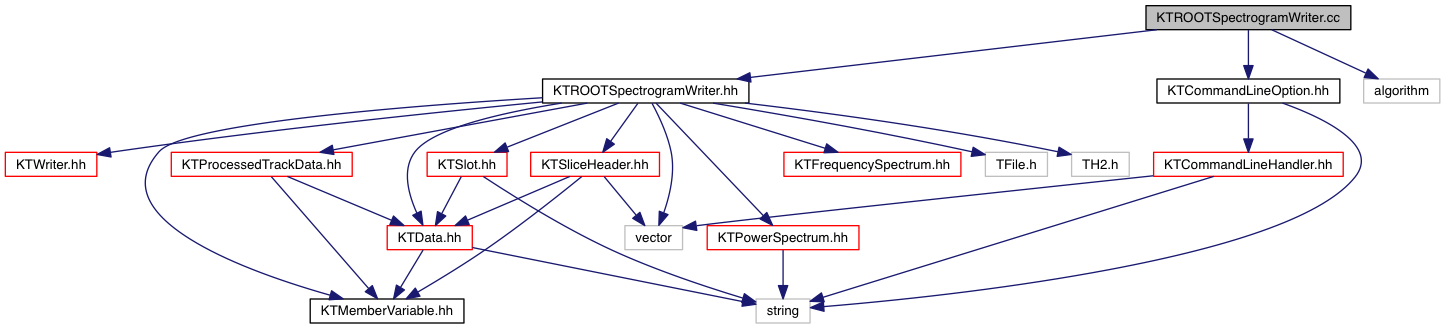 KTROOTSpectrogramWriter.cc
KTROOTSpectrogramWriter.hh
KTCommandLineOption.hh
algorithm
KTWriter.hh
KTProcessedTrackData.hh
KTSlot.hh
KTSliceHeader.hh
KTFrequencySpectrum.hh
TFile.h
TH2.h
KTCommandLineHandler.hh
KTData.hh
vector
KTPowerSpectrum.hh
KTMemberVariable.hh
string